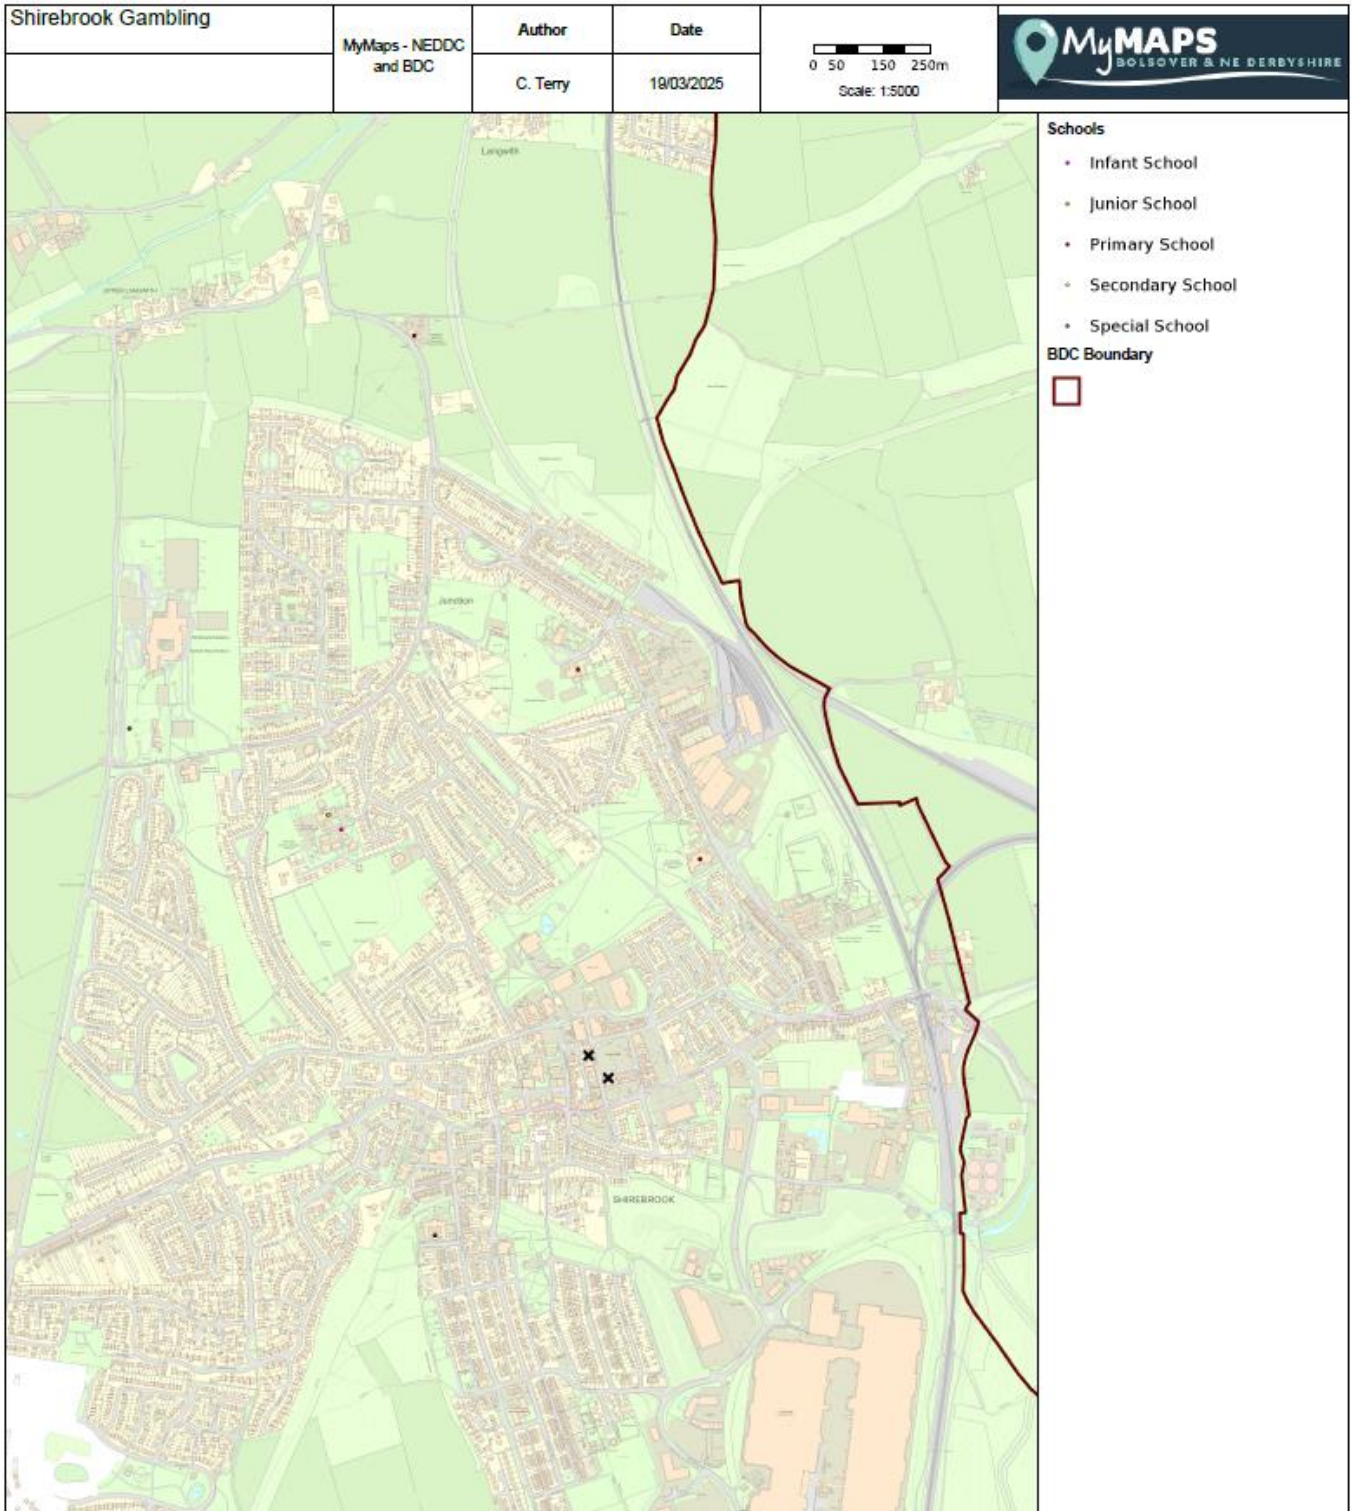 Shirebrook Gambling
MyMaps - NEDDC
and BDC
Author
C. Terry
Date
19/03/2025
0 50 150 250m
Scale: 1:5000
MyMAPS
BOLSOVER & NE DERBYSHIRE
Schools
Infant School
Junior School
Primary School
Secondary School
Special School
BDC Boundary
Langwith
UPPER LANGWITH
Junction
SHIREBROOK